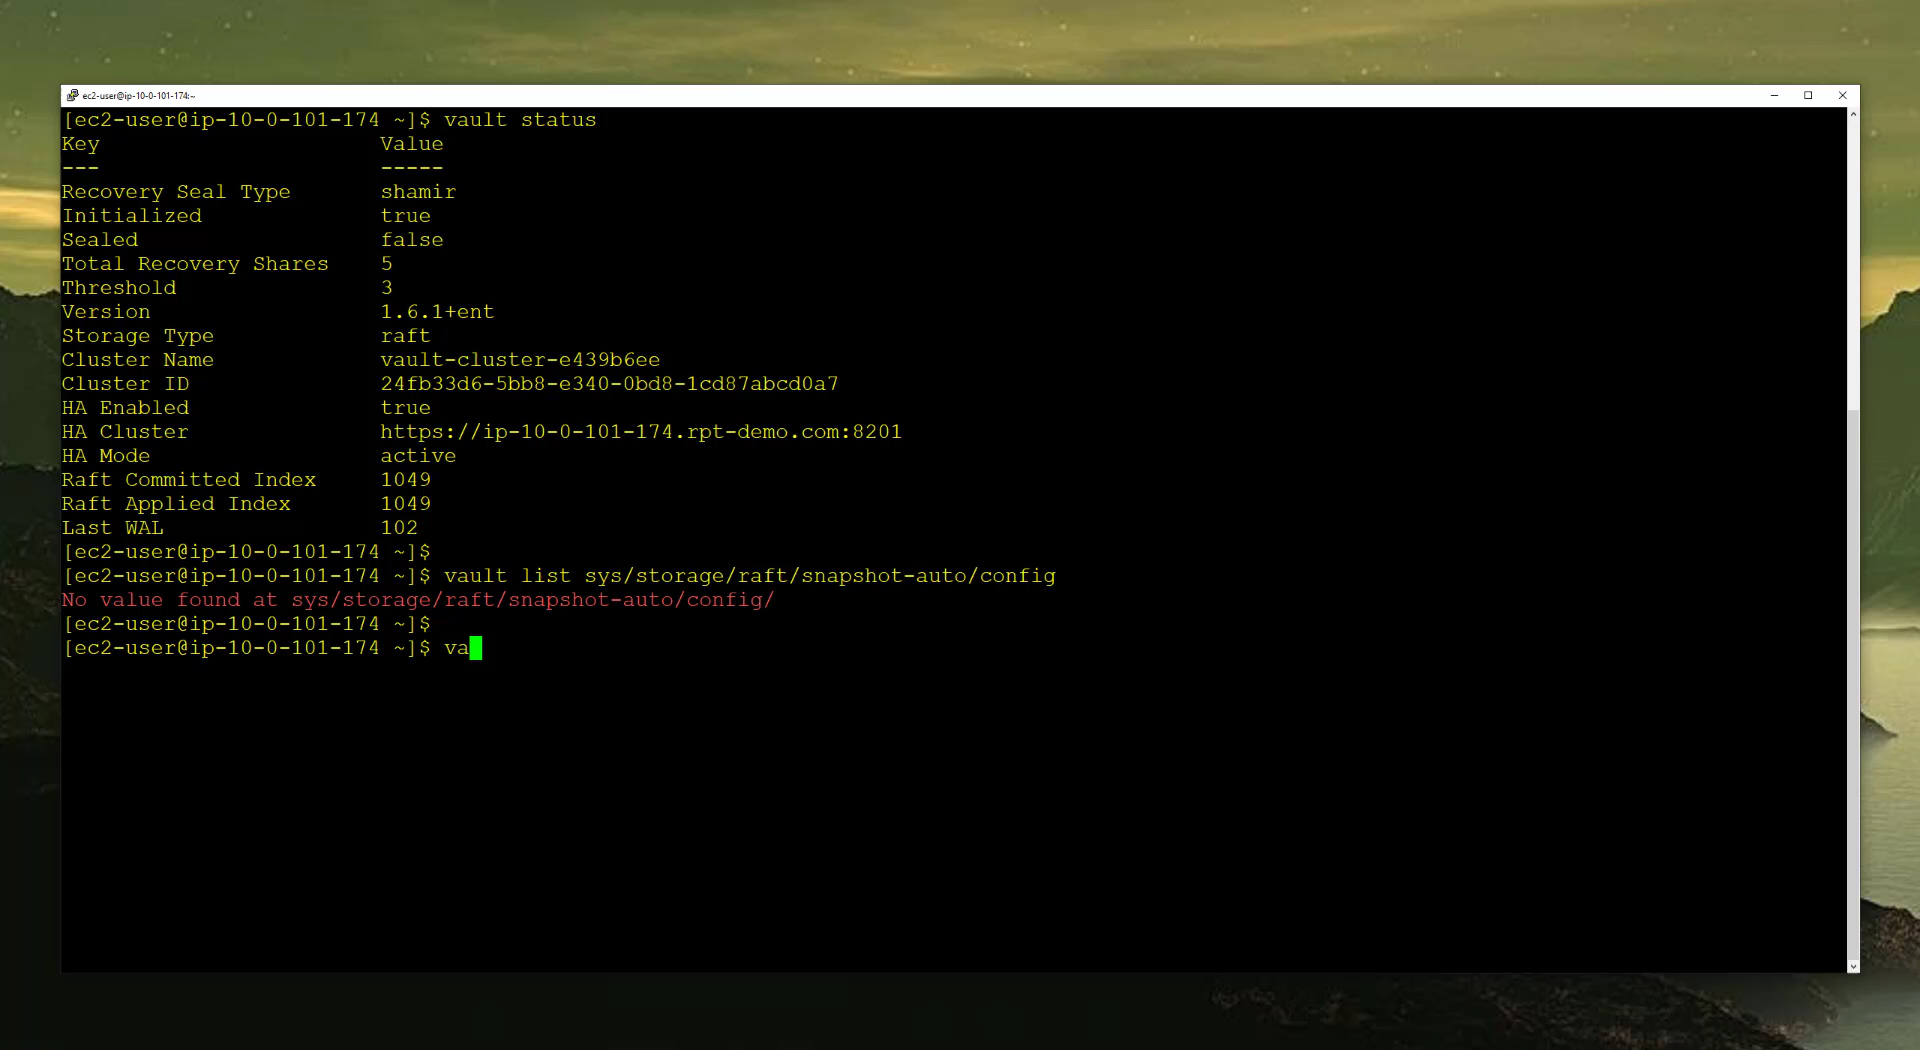 ec2-user@ip-10-0-101-174:~
[ec2-user@ip-10-0-101-174 ~]$ vault status
Key                      Value
---                      -----
Recovery Seal Type       shamir
Initialized              true
Sealed                   false
Total Recovery Shares    5
Threshold                3
Version                  1.6.1+ent
Storage Type             raft
Cluster Name             vault-cluster-e439b6ee
Cluster ID               24fb33d6-5bb8-e340-0bd8-1cd87abcd0a7
HA Enabled               true
HA Cluster               https://ip-10-0-101-174.rpt-demo.com:8201
HA Mode                  active
Raft Committed Index     1049
Raft Applied Index       1049
Last WAL                 102
[ec2-user@ip-10-0-101-174 ~]$
[ec2-user@ip-10-0-101-174 ~]$ vault list sys/storage/raft/snapshot-auto/config
No value found at sys/storage/raft/snapshot-auto/config/
[ec2-user@ip-10-0-101-174 ~]$
[ec2-user@ip-10-0-101-174 ~]$ va